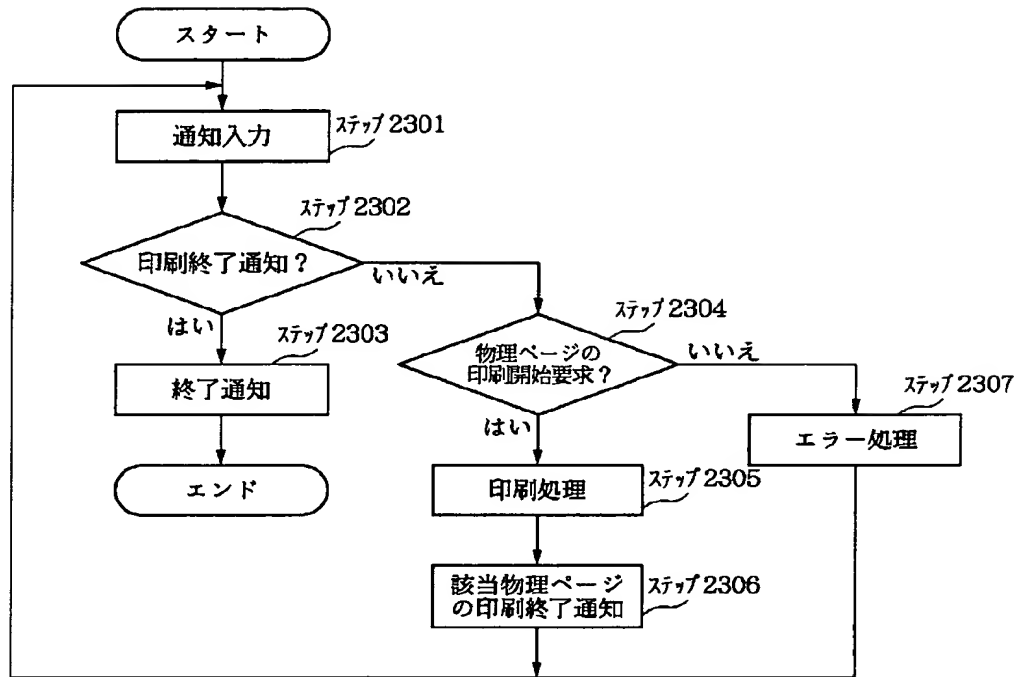 スタート
通知入力
ステップ2301
ステップ2302
印刷終了通知？
いいえ
はい
ステップ2303
終了通知
エンド
ステップ2304
物理ページの
印刷開始要求？
いいえ
はい
ステップ2307
エラー処理
印刷処理
ステップ2305
該当物理ページ
の印刷終了通知
ステップ2306